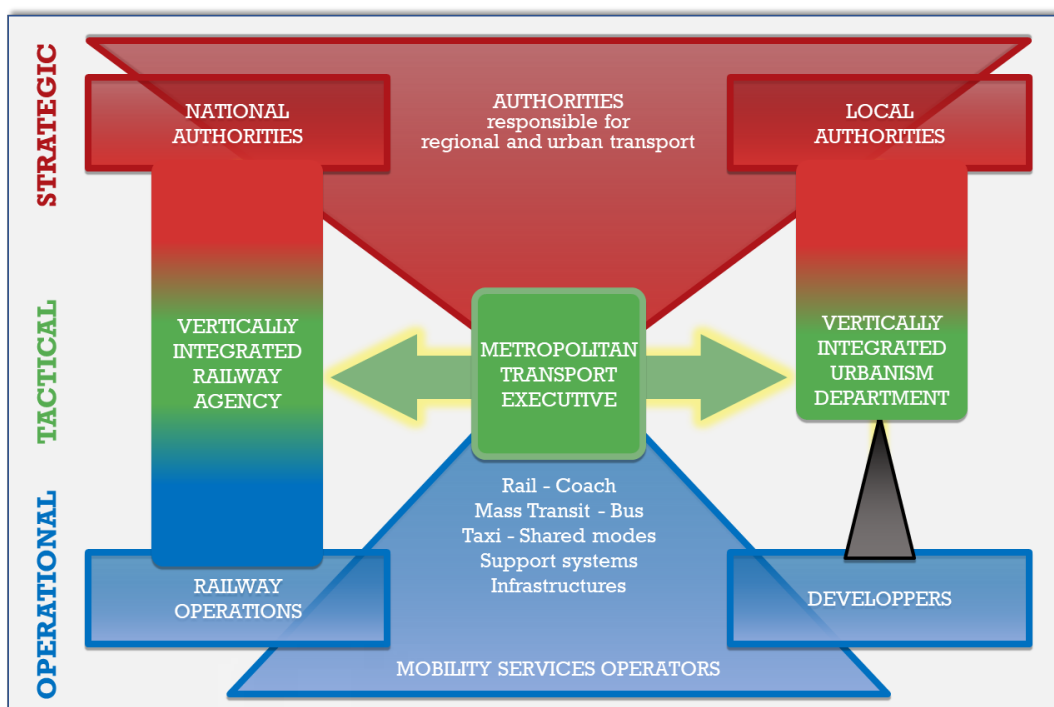 STRATEGIC
NATIONAL
AUTHORITIES
AUTHORITIES
responsible for
regional and urban transport
LOCAL
AUTHORITIES
TACTICAL
VERTICALLY
INTEGRATED
RAILWAY
AGENCY
METROPOLITAN
TRANSPORT
EXECUTIVE
VERTICALLY
INTEGRATED
URBANISM
DEPARTMENT
OPERATIONAL
Rail - Coach
Mass Transit - Bus
Taxi - Shared modes
Support systems
Infrastructures
RAILWAY
OPERATIONS
DEVELOPPERS
MOBILITY SERVICES OPERATORS